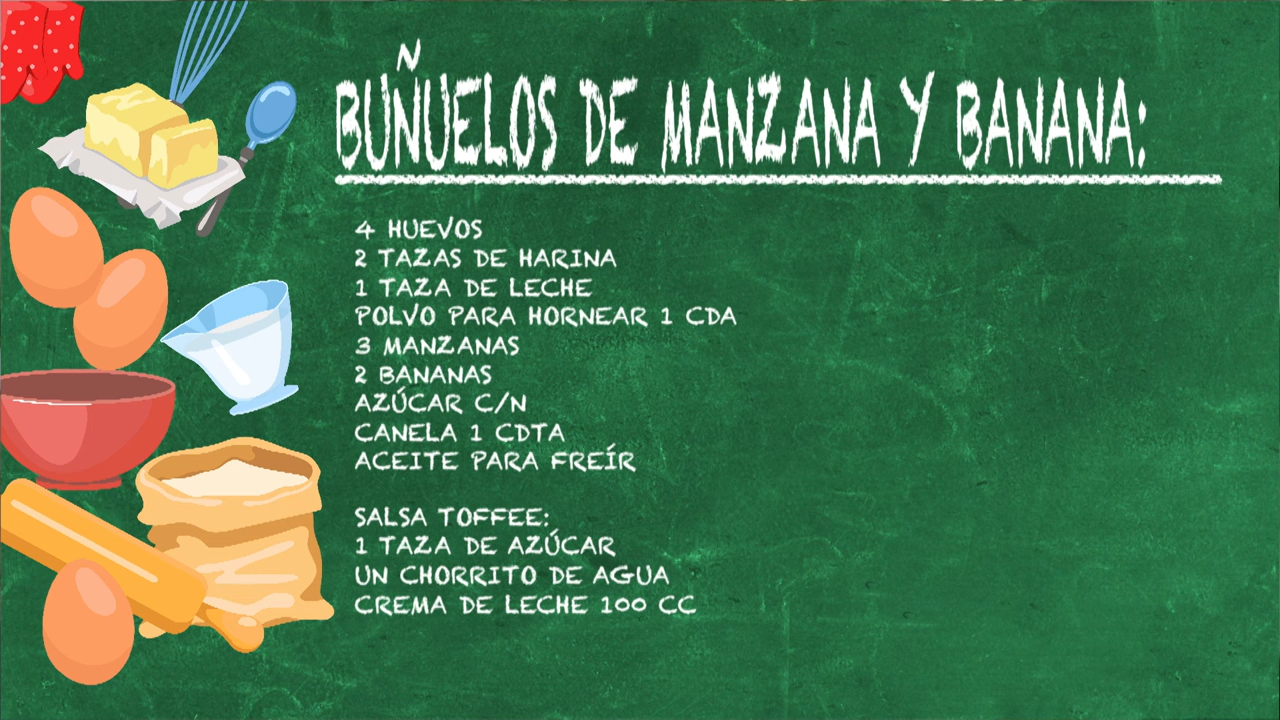 BUÑUELOS DE MANZANA Y BANANA:
4 HUEVOS
2 TAZAS DE HARINA
1 TAZA DE LECHE
POLVO PARA HORNEAR 1 CDA
3 MANZANAS
2 BANANAS
AZÚCAR C/N
CANELA 1 CDTA
ACEITE PARA FREÍR
SALSA TOFFEE:
1 TAZA DE AZÚCAR
UN CHORRITO DE AGUA
CREMA DE LECHE 100 CC